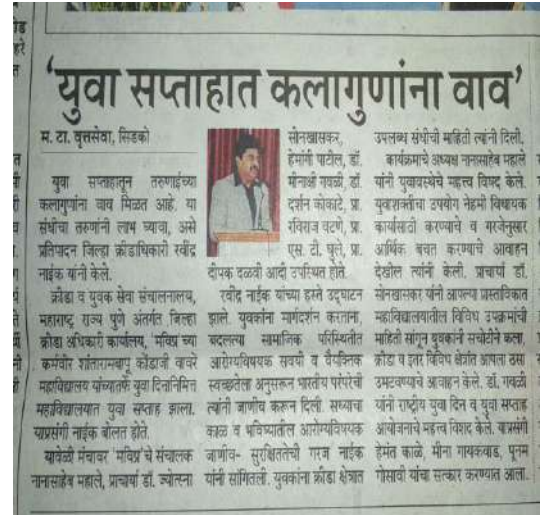 ‘युवा सप्ताहात कलागुणांना वाव’
म. टा. वृत्तसेवा, सिडको
युवा सप्ताहातून तरुणाईच्या
कलागुणांना वाव मिळत आहे. या
संधीचा तरुणांनी लाभ घ्यावा, असे
प्रतिपादन जिल्हा क्रीडाधिकारी रवींद्र
नाईक यांनी केले.
क्रीडा व युवक सेवा संचालनालय,
महाराष्ट्र राज्य पुणे अंतर्गत जिल्हा
क्रीडा अधिकारी कार्यालय, मविप्र च्या
कर्मवीर शांतारामबापू कोंडाजी वावरे
महाविद्यालय यांच्यातर्फे युवा दिनानिमित्त
महाविद्यालयात युवा सप्ताह झाला.
याप्रसंगी नाईक बोलत होते.
यावेळी मंचावर ‘मविप्र’चे संचालक
नानासाहेब महाले, प्राचार्या डॉ. ज्योत्स्ना
सोनखासकर,
हेमांगी पाटील, डॉ.
मीनाक्षी गवळी, डॉ.
दर्शन कोकाटे, प्रा.
रविराज वटणे, प्रा.
एस. टी. घुले, प्रा.
दीपक दळवी आदी उपस्थित होते.
रवींद्र नाईक यांच्या हस्ते उद्‌घाटन
झाले. युवकांना मार्गदर्शन करताना,
बदलत्या सामाजिक परिस्थितीत
आरोग्यविषयक सवयी व वैयक्तिक
स्वच्छतेला अनुसरून भारतीय परंपरेची
त्यांनी जाणीव करून दिली. सध्याचा
काळ व भविष्यातील आरोग्यविषयक
जाणीव- सुरक्षिततेची गरज नाईक
यांनी सांगितली. युवकांना क्रीडा क्षेत्रात
उपलब्ध संधीची माहिती त्यांनी दिली.
कार्यक्रमाचे अध्यक्ष नानासाहेब महाले
यांनी युवावस्थेचे महत्त्व विषद केले.
युवाशक्तीचा उपयोग नेहमी विधायक
कार्यासाठी करण्याचे व गरजेनुसार
आर्थिक बचत करण्याचे आवाहन
देखील त्यांनी केली. प्राचार्या डॉ.
सोनखासकर यांनी आपल्या प्रास्ताविकात
महाविद्यालयातील विविध उपक्रमांची
माहिती सांगून युवकांनी सचोटीने कला,
क्रीडा व इतर विविध क्षेत्रांत आपला ठसा
उमटवण्याचे आवाहन केले. डॉ. गवळी
यांनी राष्ट्रीय युवा दिन व युवा सप्ताह
आयोजनाचे महत्त्व विशद केले. याप्रसंगी
हेमंत काळे, मीना गायकवाड, पूनम
गोसावी यांचा सत्कार करण्यात आला.